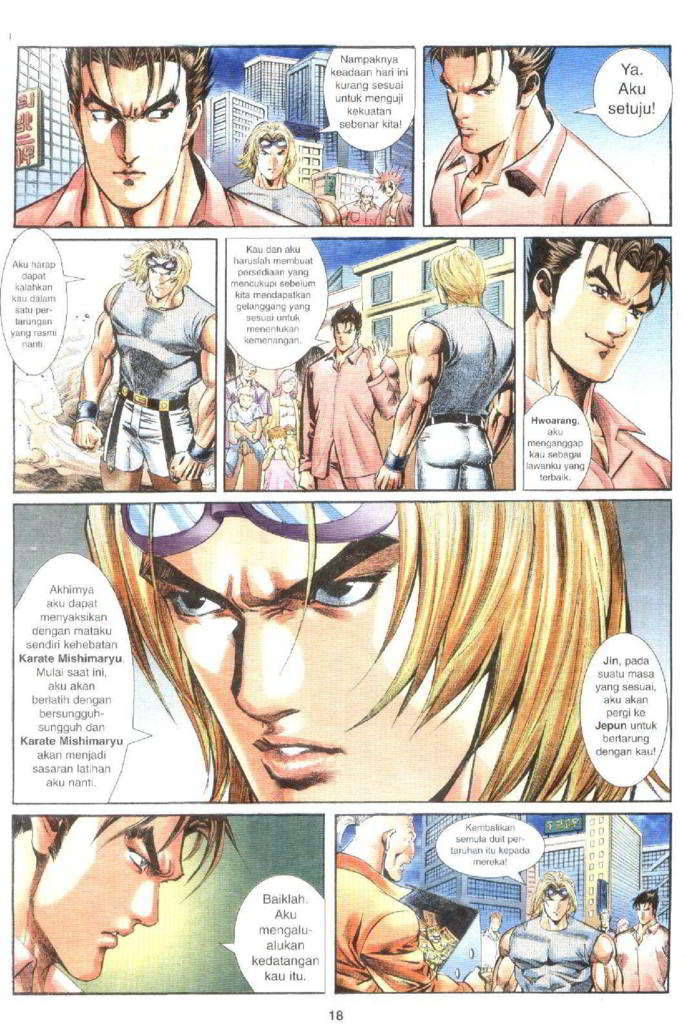 Nampaknya
keadaan hari ini
kurang sesuai
untuk menguji
kekuatan
sebenar kita!
Ya.
Aku
setuju!
Aku harap
dapat
kalahkan
kau dalam
satu per-
tarungan
yang rasmi
nanti.
Kau dan aku
haruslah membuat
persediaan yang
mencukupi sebelum
kita mendapatkan
gelanggang yang
sesuai untuk
menentukan
kemenangan.
Hwoarang.
aku
menganggap
kau sebagai
lawanku yang
terbaik.
Akhirnya
aku dapat
menyaksikan
dengan mataku
sendiri kehebatan
Karate Mishimaryu.
Mulai saat ini,
aku akan
berlatih dengan
bersungguh-
sungguh dan
Karate Mishimaryu
akan menjadi
sasaran latihan
aku nanti.
Jin, pada
suatu masa
yang sesuai,
aku akan
pergi ke
Jepun untuk
bertarung
dengan kau!
Baiklah.
Aku
mengalu-
alukan
kedatangan
kau itu.
Kembalikan
semula duit per-
taruhan itu kepada
mereka!
18